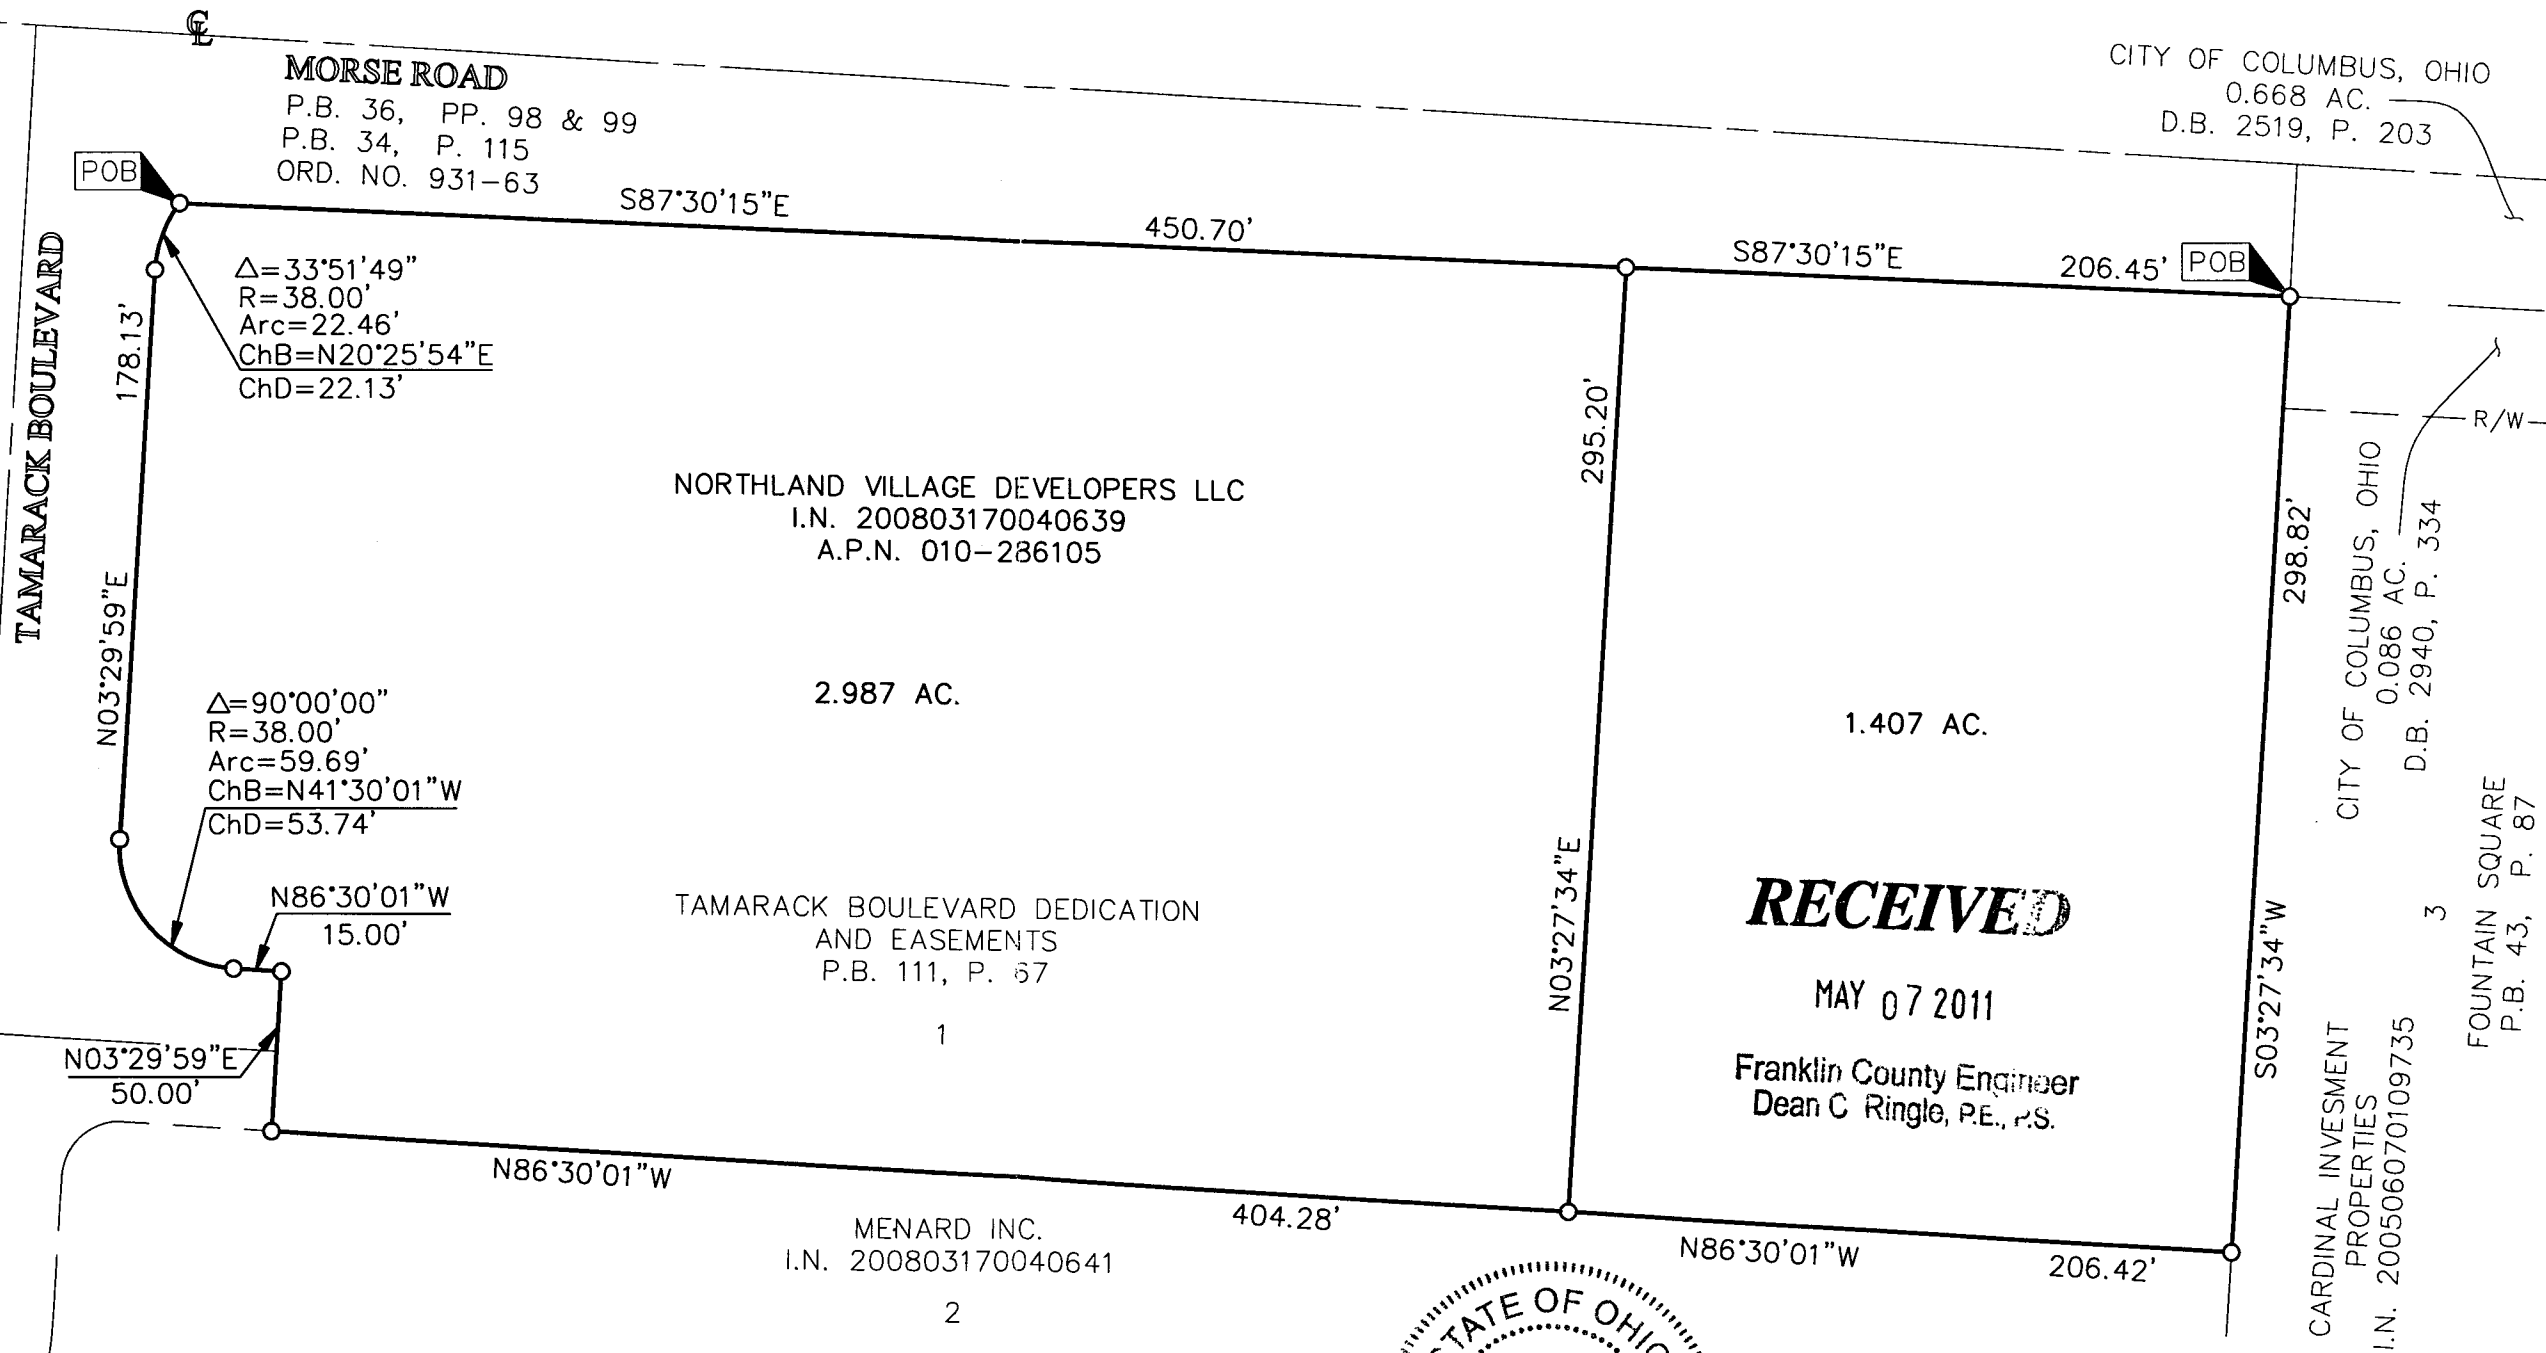 CL
MORSE ROAD
P.B. 36, PP. 98 & 99
P.B. 34, P. 115
ORD. NO. 931-63
CITY OF COLUMBUS, OHIO
0.668 AC.
D.B. 2519, P. 203
POB
S87°30'15"E
450.70'
S87°30'15"E
206.45'
POB
TAMARACK BOULEVARD
178.13'
N03°29'59"E
Δ=33°51'49"
R=38.00'
Arc=22.46'
ChB=N20°25'54"E
ChD=22.13'
NORTHLAND VILLAGE DEVELOPERS LLC
I.N. 200803170040639
A.P.N. 010-286105
2.987 AC.
295.20'
N03°27'34"E
1.407 AC.
298.82'
S03°27'34"W
R/W
CITY OF COLUMBUS, OHIO
0.086 AC.
D.B. 2940, P. 334
3
FOUNTAIN SQUARE
P.B. 43, P. 87
CARDINAL INVESMENT
PROPERTIES
I.N. 200506070109735
Δ=90°00'00"
R=38.00'
Arc=59.69'
ChB=N41°30'01"W
ChD=53.74'
N86°30'01"W
15.00'
N03°29'59"E
50.00'
TAMARACK BOULEVARD DEDICATION
AND EASEMENTS
P.B. 111, P. 67
1
RECEIVED
MAY 07 2011
Franklin County Engineer
Dean C Ringle, P.E., P.S.
N86°30'01"W
404.28'
N86°30'01"W
206.42'
MENARD INC.
I.N. 200803170040641
2
STATE OF OHIO